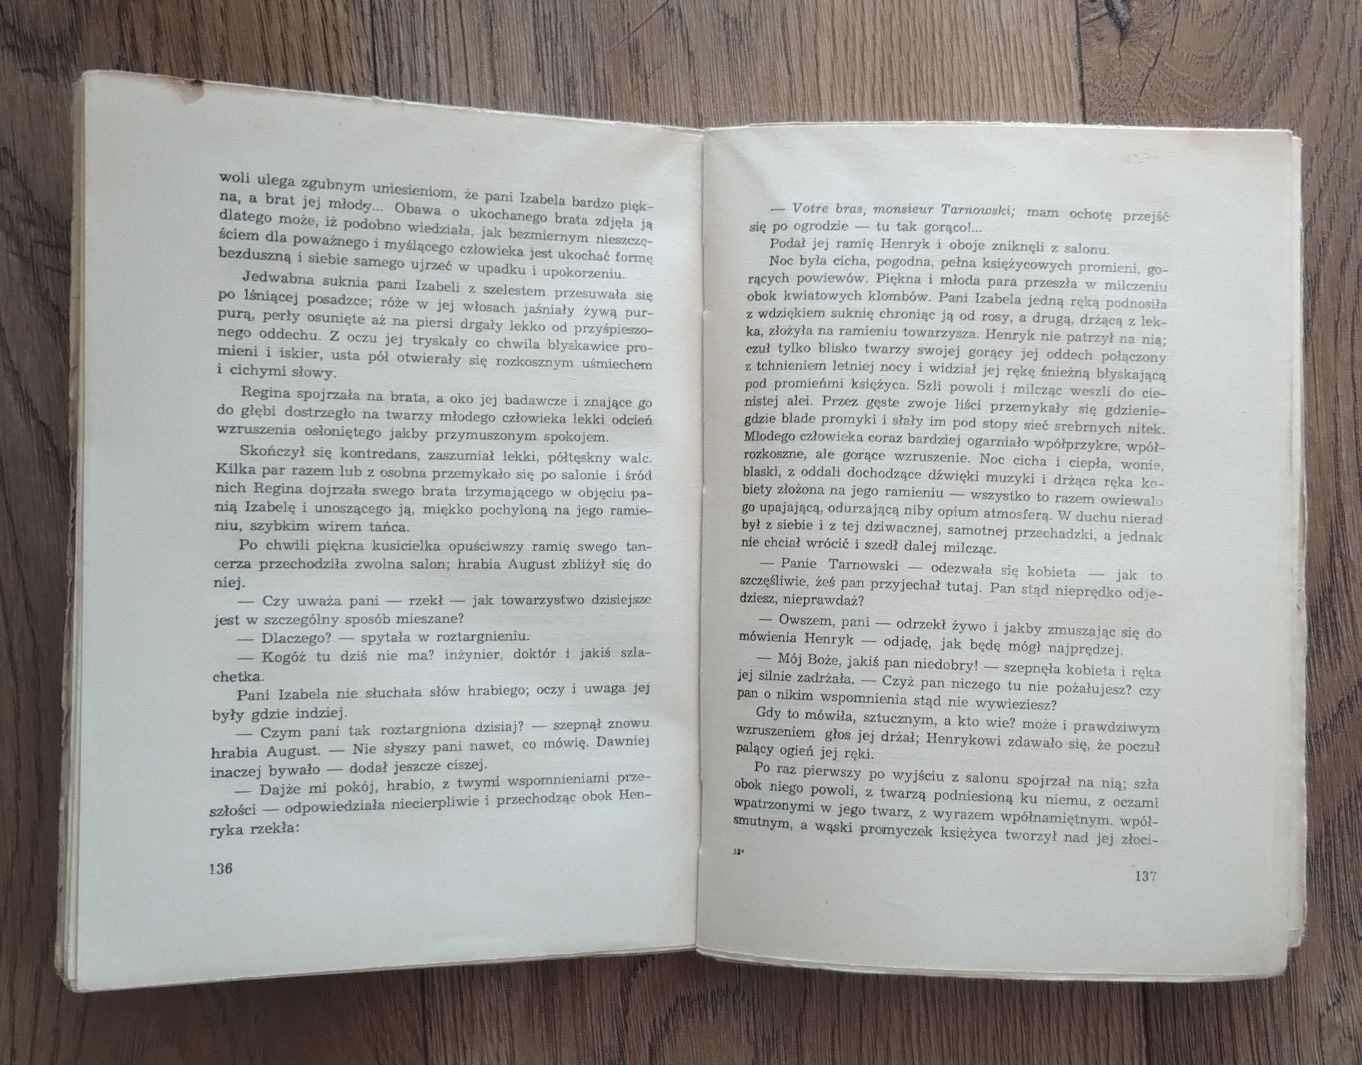 woli ulega zgubnym uniesieniom, że pani Izabela bardzo pięk-
na, a brat jej młody... Obawa o ukochanego brata zdjęła ją
dlatego może, iż podobno wiedziała, jak bezmiernym nieszczę-
ściem dla poważnego i myślącego człowieka jest ukochać formę
bezduszną i siebie samego ujrzeć w upadku i upokorzeniu.
Jedwabna suknia pani Izabeli z szelestem przesuwała się
po lśniącej posadzce; róże w jej włosach jaśniały żywą pur-
purą, perły osunięte aż na piersi drgały lekko od przyśpieszo-
nego oddechu. Z oczu jej tryskały co chwila błyskawice pro-
mieni i iskier, usta pół otwierały się rozkosznym uśmiechem
i cichymi słowy.
Regina spojrzała na brata, a oko jej badawcze i znające go
do głębi dostrzegło na twarzy młodego człowieka lekki odcień
wzruszenia osłoniętego jakby przymuszonym spokojem.
Skończył się kontredans, zaszumiał lekki, półtęskny walc.
Kilka par razem lub z osobna przemykało się po salonie i śród
nich Regina dojrzała swego brata trzymającego w objęciu pa-
nią Izabelę i unoszącego ją, miękko pochyloną na jego ramie-
niu, szybkim wirem tańca.
Po chwili piękna kusicielka opuściwszy ramię swego tan-
cerza przechodziła zwolna salon; hrabia August zbliżył się do
niej.
— Czy uważa pani — rzekł — jak towarzystwo dzisiejsze
jest w szczególny sposób mieszane?
— Dlaczego? — spytała w roztargnieniu.
— Kogóż tu dziś nie ma? inżynier, doktór i jakiś szla-
chetka.
Pani Izabela nie słuchała słów hrabiego; oczy i uwaga jej
były gdzie indziej.
— Czym pani tak roztargniona dzisiaj? — szepnął znowu
hrabia August. — Nie słyszy pani nawet, co mówię. Dawniej
inaczej bywało — dodał jeszcze ciszej.
— Dajże mi pokój, hrabio, z twymi wspomnieniami prze-
szłości — odpowiedziała niecierpliwie i przechodząc obok Hen-
ryka rzekła:
136
— Votre bras, monsieur Tarnowski; mam ochotę przejść
się po ogrodzie — tu tak gorąco!...
Podał jej ramię Henryk i oboje zniknęli z salonu.
Noc była cicha, pogodna, pełna księżycowych promieni, go-
rących powiewów. Piękna i młoda para przeszła w milczeniu
obok kwiatowych klombów. Pani Izabela jedną ręką podnosiła
z wdziękiem suknię chroniąc ją od rosy, a drugą, drżącą z lek-
ka, złożyła na ramieniu towarzysza. Henryk nie patrzył na nią;
czuł tylko blisko twarzy swojej gorący jej oddech połączony
z tchnieniem letniej nocy i widział jej rękę śnieżną błyskającą
pod promieńmi księżyca. Szli powoli i milcząc weszli do cie-
nistej alei. Przez gęste zwoje liści przemykały się gdzienie-
gdzie blade promyki i słały im pod stopy sieć srebrnych nitek.
Młodego człowieka coraz bardziej ogarniało wpółprzykre, wpół-
rozkoszne, ale gorące wzruszenie. Noc cicha i ciepła, wonie,
blaski, z oddali dochodzące dźwięki muzyki i drżąca ręka ko-
biety złożona na jego ramieniu — wszystko to razem owiewało
go upajającą, odurzającą niby opium atmosferą. W duchu nierad
był z siebie i z tej dziwacznej, samotnej przechadzki, a jednak
nie chciał wrócić i szedł dalej milcząc.
— Panie Tarnowski — odezwała się kobieta — jak to
szczęśliwie, żeś pan przyjechał tutaj. Pan stąd nieprędko odje-
dziesz, nieprawdaż?
— Owszem, pani — odrzekł żywo i jakby zmuszając się do
mówienia Henryk — odjadę, jak będę mógł najprędzej.
— Mój Boże, jakiś pan niedobry! — szepnęła kobieta i ręka
jej silnie zadrżała. — Czyż pan niczego tu nie pożałujesz? czy
pan o nikim wspomnienia stąd nie wywieziesz?
Gdy to mówiła, sztucznym, a kto wie? może i prawdziwym
wzruszeniem głos jej drżał; Henrykowi zdawało się, że poczuł
palący ogień jej ręki.
Po raz pierwszy po wyjściu z salonu spojrzał na nią; szła
obok niego powoli, z twarzą podniesioną ku niemu, z oczami
wpatrzonymi w jego twarz, z wyrazem wpółnamiętnym, wpół-
smutnym, a wąski promyczek księżyca tworzył nad jej złoci-
12*
137